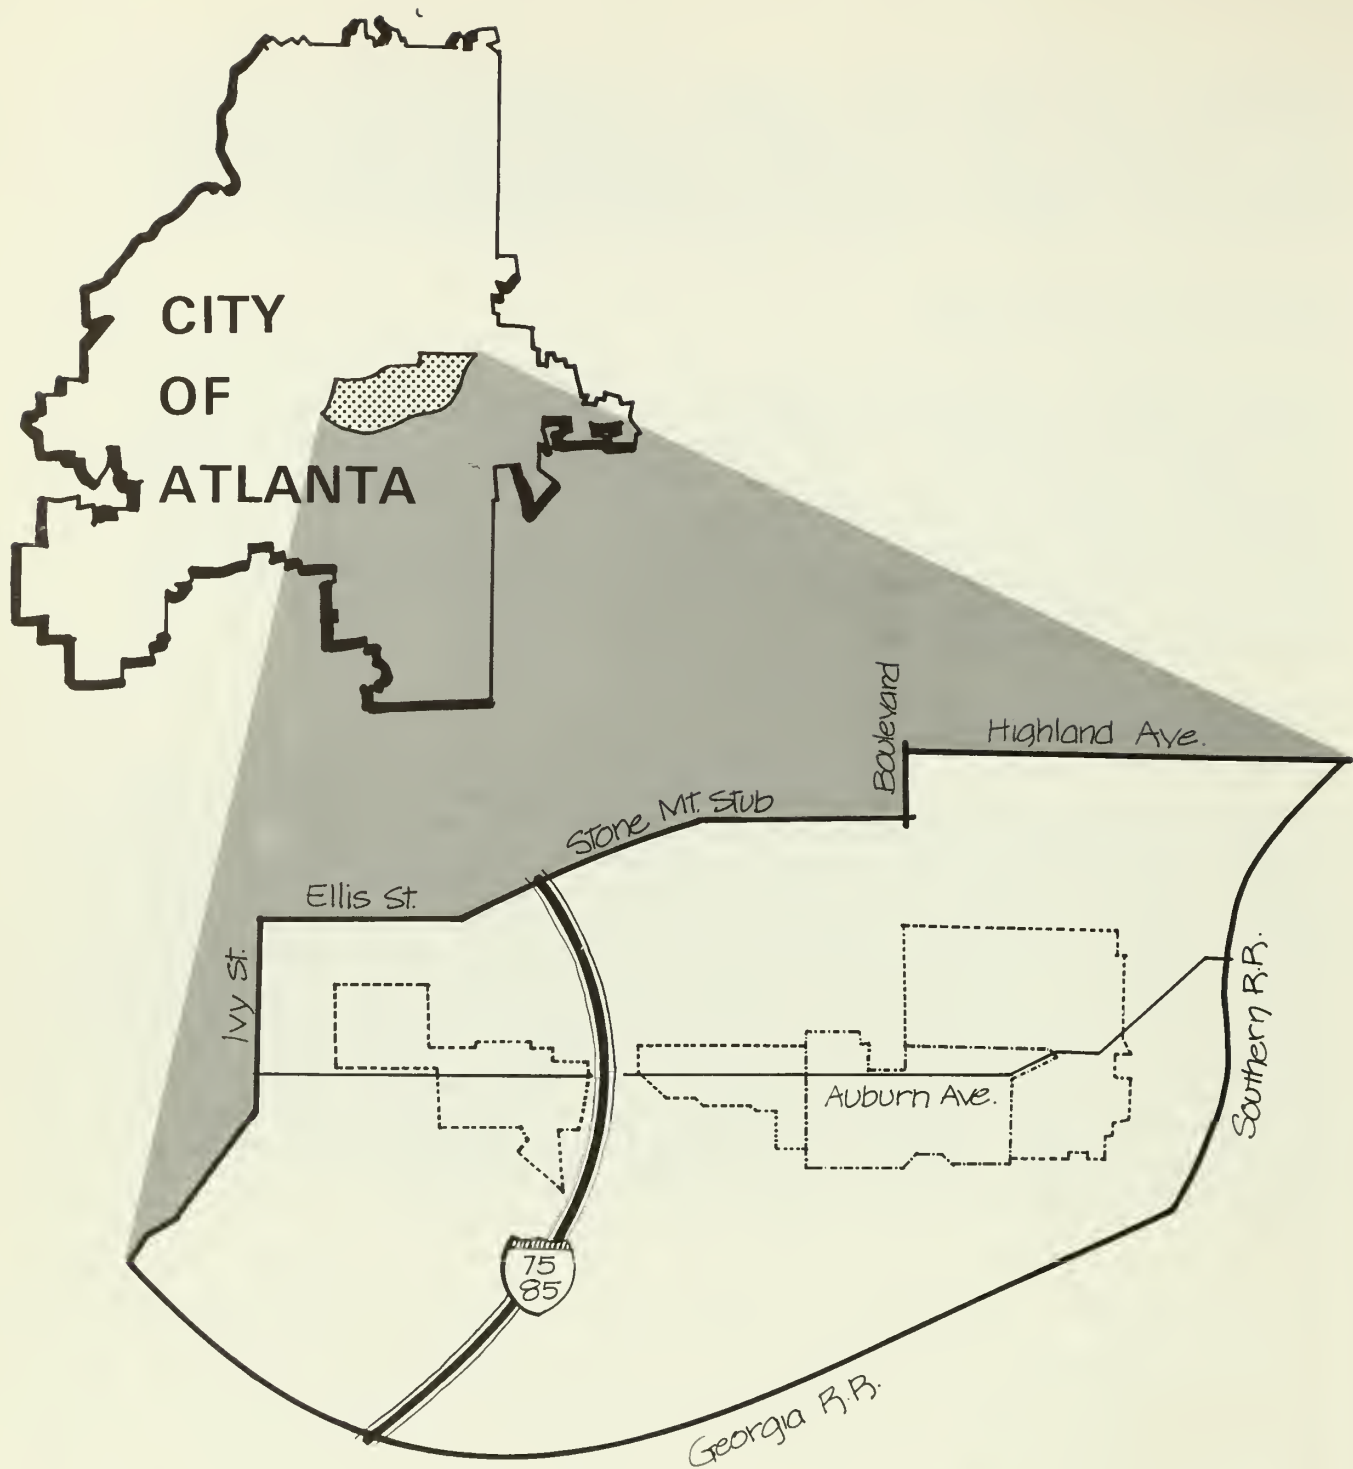 CITY
OF
ATLANTA
Boulevard
Highland Ave.
Stone Mt. Stub
Ellis St.
Ivy St.
Southern R.R.
Auburn Ave.
75
85
Georgia R.R.